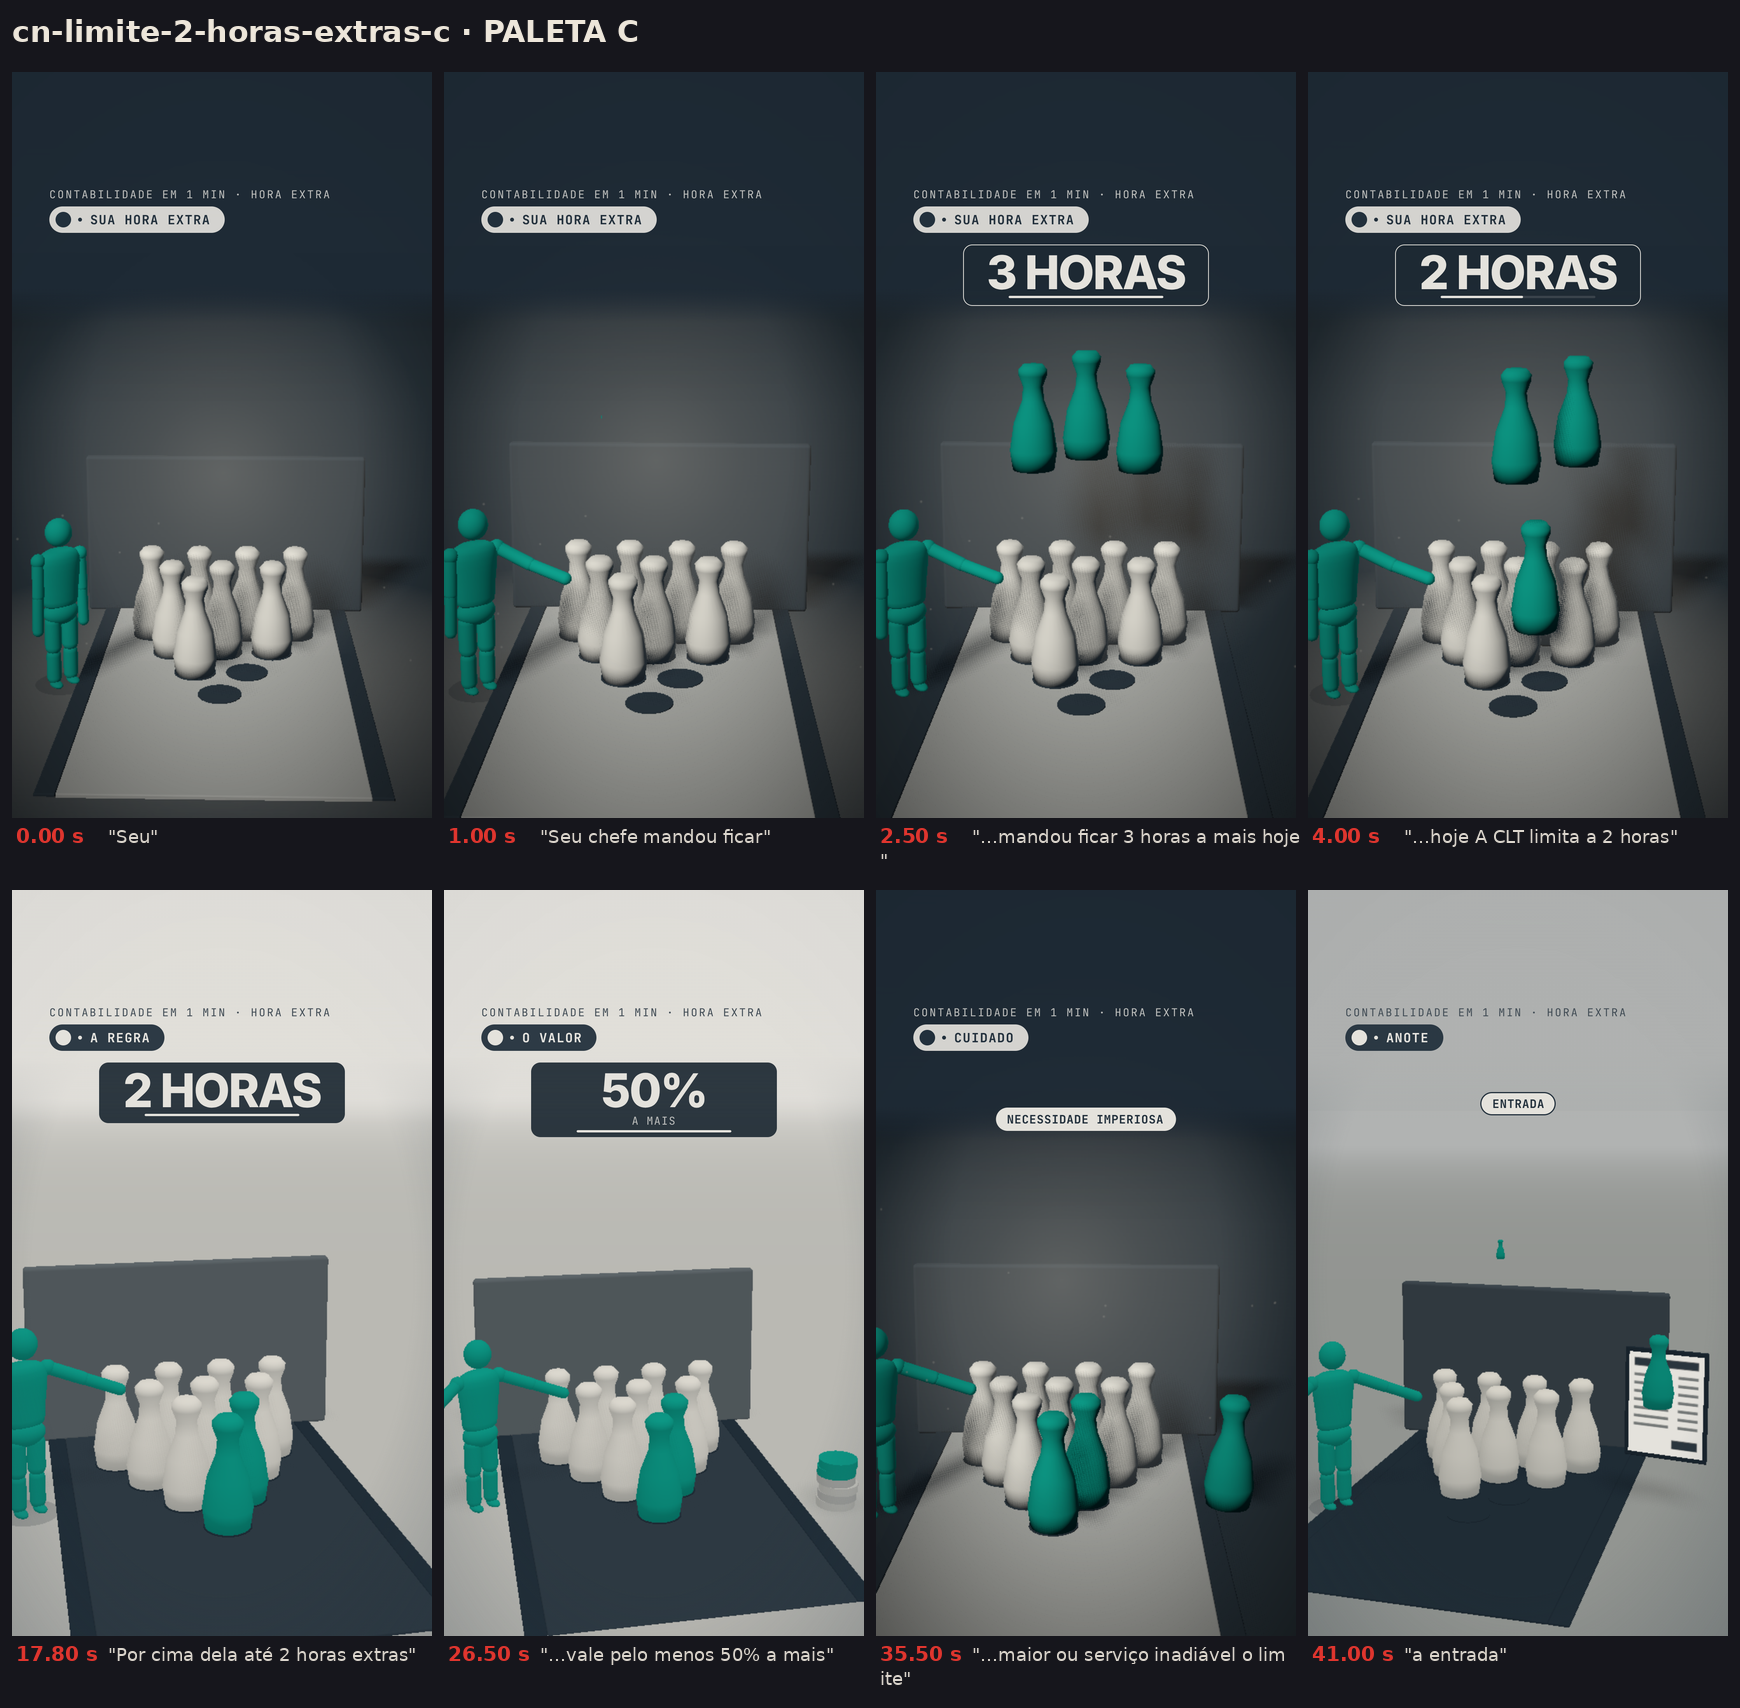 cn-limite-2-horas-extras-c · PALETA C
CONTABILIDADE EM 1 MIN · HORA EXTRA
• SUA HORA EXTRA
0.00 s "Seu"
CONTABILIDADE EM 1 MIN · HORA EXTRA
• SUA HORA EXTRA
1.00 s "Seu chefe mandou ficar"
CONTABILIDADE EM 1 MIN · HORA EXTRA
• SUA HORA EXTRA
3 HORAS
2.50 s "...mandou ficar 3 horas a mais hoje
"
CONTABILIDADE EM 1 MIN · HORA EXTRA
• SUA HORA EXTRA
2 HORAS
4.00 s "...hoje A CLT limita a 2 horas"
CONTABILIDADE EM 1 MIN · HORA EXTRA
• A REGRA
2 HORAS
17.80 s "Por cima dela até 2 horas extras"
CONTABILIDADE EM 1 MIN · HORA EXTRA
• O VALOR
50%
A MAIS
26.50 s "...vale pelo menos 50% a mais"
CONTABILIDADE EM 1 MIN · HORA EXTRA
• CUIDADO
NECESSIDADE IMPERIOSA
35.50 s "...maior ou serviço inadiável o lim
ite"
CONTABILIDADE EM 1 MIN · HORA EXTRA
• ANOTE
ENTRADA
41.00 s "a entrada"